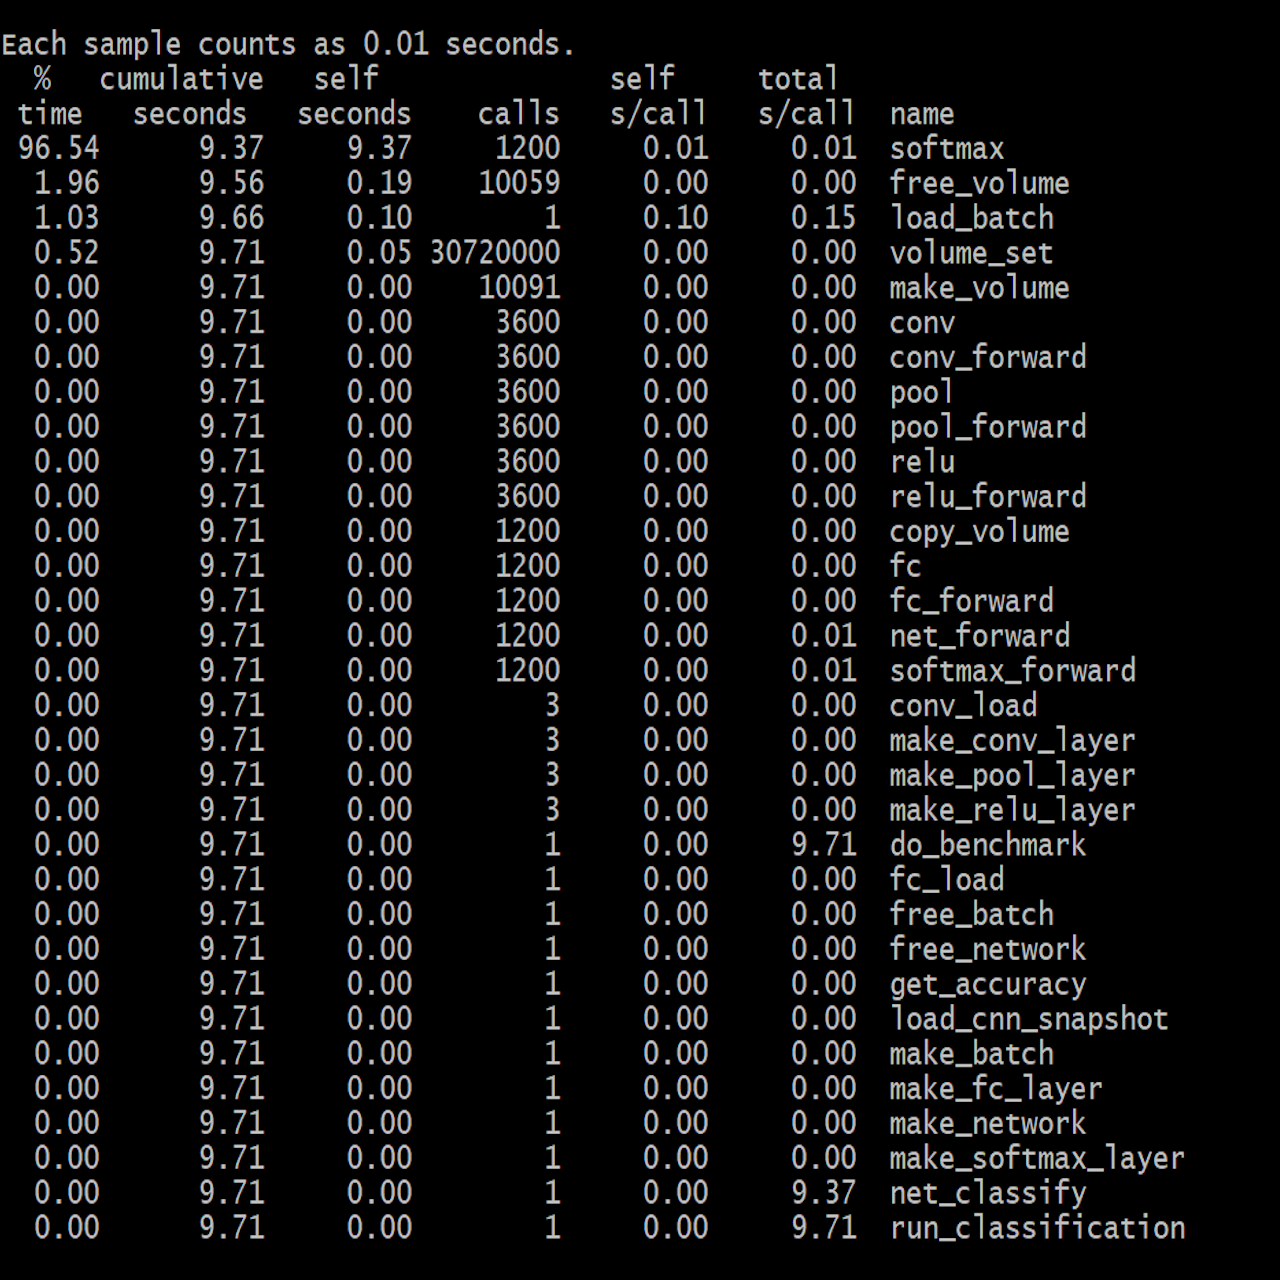 Each sample counts as 0.01 seconds.
% cumulative self self total
time seconds seconds calls s/call s/call name
96.54 9.37 9.37 1200 0.01 0.01 softmax
1.96 9.56 0.19 10059 0.00 0.00 free_volume
1.03 9.66 0.10 1 0.10 0.15 load_batch
0.52 9.71 0.05 30720000 0.00 0.00 volume_set
0.00 9.71 0.00 10091 0.00 0.00 make_volume
0.00 9.71 0.00 3600 0.00 0.00 conv
0.00 9.71 0.00 3600 0.00 0.00 conv_forward
0.00 9.71 0.00 3600 0.00 0.00 pool
0.00 9.71 0.00 3600 0.00 0.00 pool_forward
0.00 9.71 0.00 3600 0.00 0.00 relu
0.00 9.71 0.00 3600 0.00 0.00 relu_forward
0.00 9.71 0.00 1200 0.00 0.00 copy_volume
0.00 9.71 0.00 1200 0.00 0.00 fc
0.00 9.71 0.00 1200 0.00 0.00 fc_forward
0.00 9.71 0.00 1200 0.00 0.01 net_forward
0.00 9.71 0.00 1200 0.00 0.01 softmax_forward
0.00 9.71 0.00 3 0.00 0.00 conv_load
0.00 9.71 0.00 3 0.00 0.00 make_conv_layer
0.00 9.71 0.00 3 0.00 0.00 make_pool_layer
0.00 9.71 0.00 3 0.00 0.00 make_relu_layer
0.00 9.71 0.00 1 0.00 9.71 do_benchmark
0.00 9.71 0.00 1 0.00 0.00 fc_load
0.00 9.71 0.00 1 0.00 0.00 free_batch
0.00 9.71 0.00 1 0.00 0.00 free_network
0.00 9.71 0.00 1 0.00 0.00 get_accuracy
0.00 9.71 0.00 1 0.00 0.00 load_cnn_snapshot
0.00 9.71 0.00 1 0.00 0.00 make_batch
0.00 9.71 0.00 1 0.00 0.00 make_fc_layer
0.00 9.71 0.00 1 0.00 0.00 make_network
0.00 9.71 0.00 1 0.00 0.00 make_softmax_layer
0.00 9.71 0.00 1 0.00 9.37 net_classify
0.00 9.71 0.00 1 0.00 9.71 run_classification